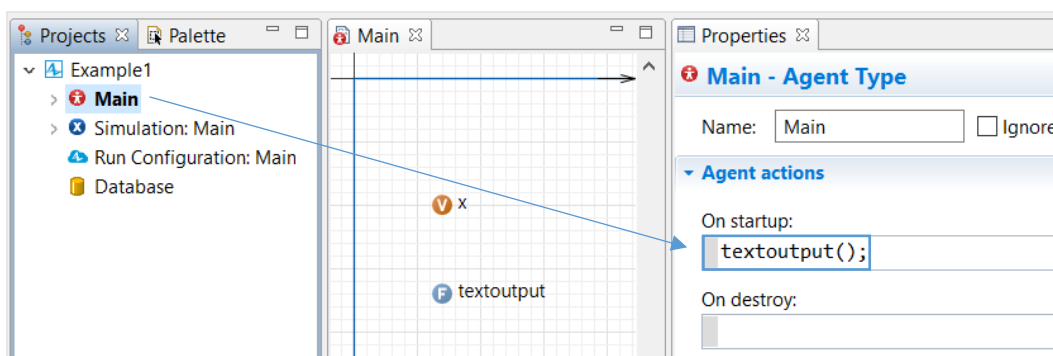 Projects
Palette
Example1
Main
Simulation: Main
Run Configuration: Main
Database
Main
x
textoutput
Properties
Main - Agent Type
Name: Main Ignore
Agent actions
On startup:
textoutput();
On destroy: